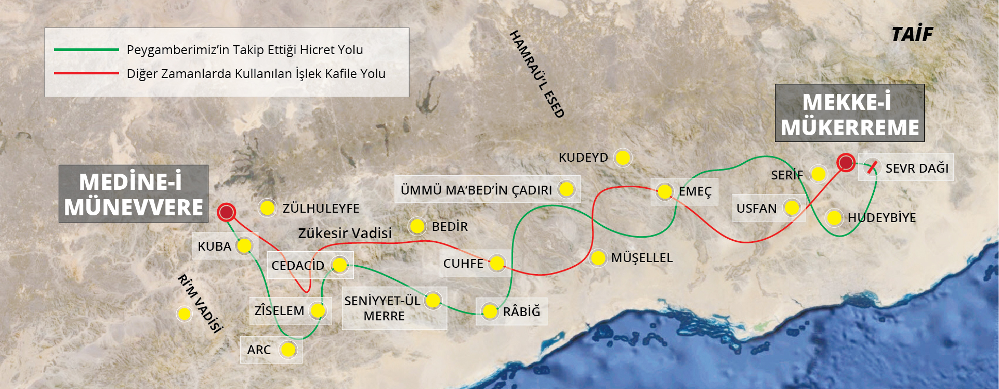 TAİF
Peygamberimiz’in Takip Ettiği Hicret Yolu
Diğer Zamanlarda Kullanılan İşlek Kafile Yolu
HAMRAÜ’L ESED
MEKKE-İ
MÜKERREME
MEDİNE-İ
MÜNEVVERE
KUDEYD
SERİF
SEVR DAĞI
ÜMMÜ MA’BED’İN ÇADIRI
EMEÇ
ZÜLHULEYFE
USFAN
HUDEYBİYE
Zükesir Vadisi
BEDİR
KUBA
CEDACİD
CUHFE
MÜŞELLEL
Rİ’M VADİSİ
ZÎSELEM
SENİYYET-ÜL
MERRE
RÂBİĞ
ARC